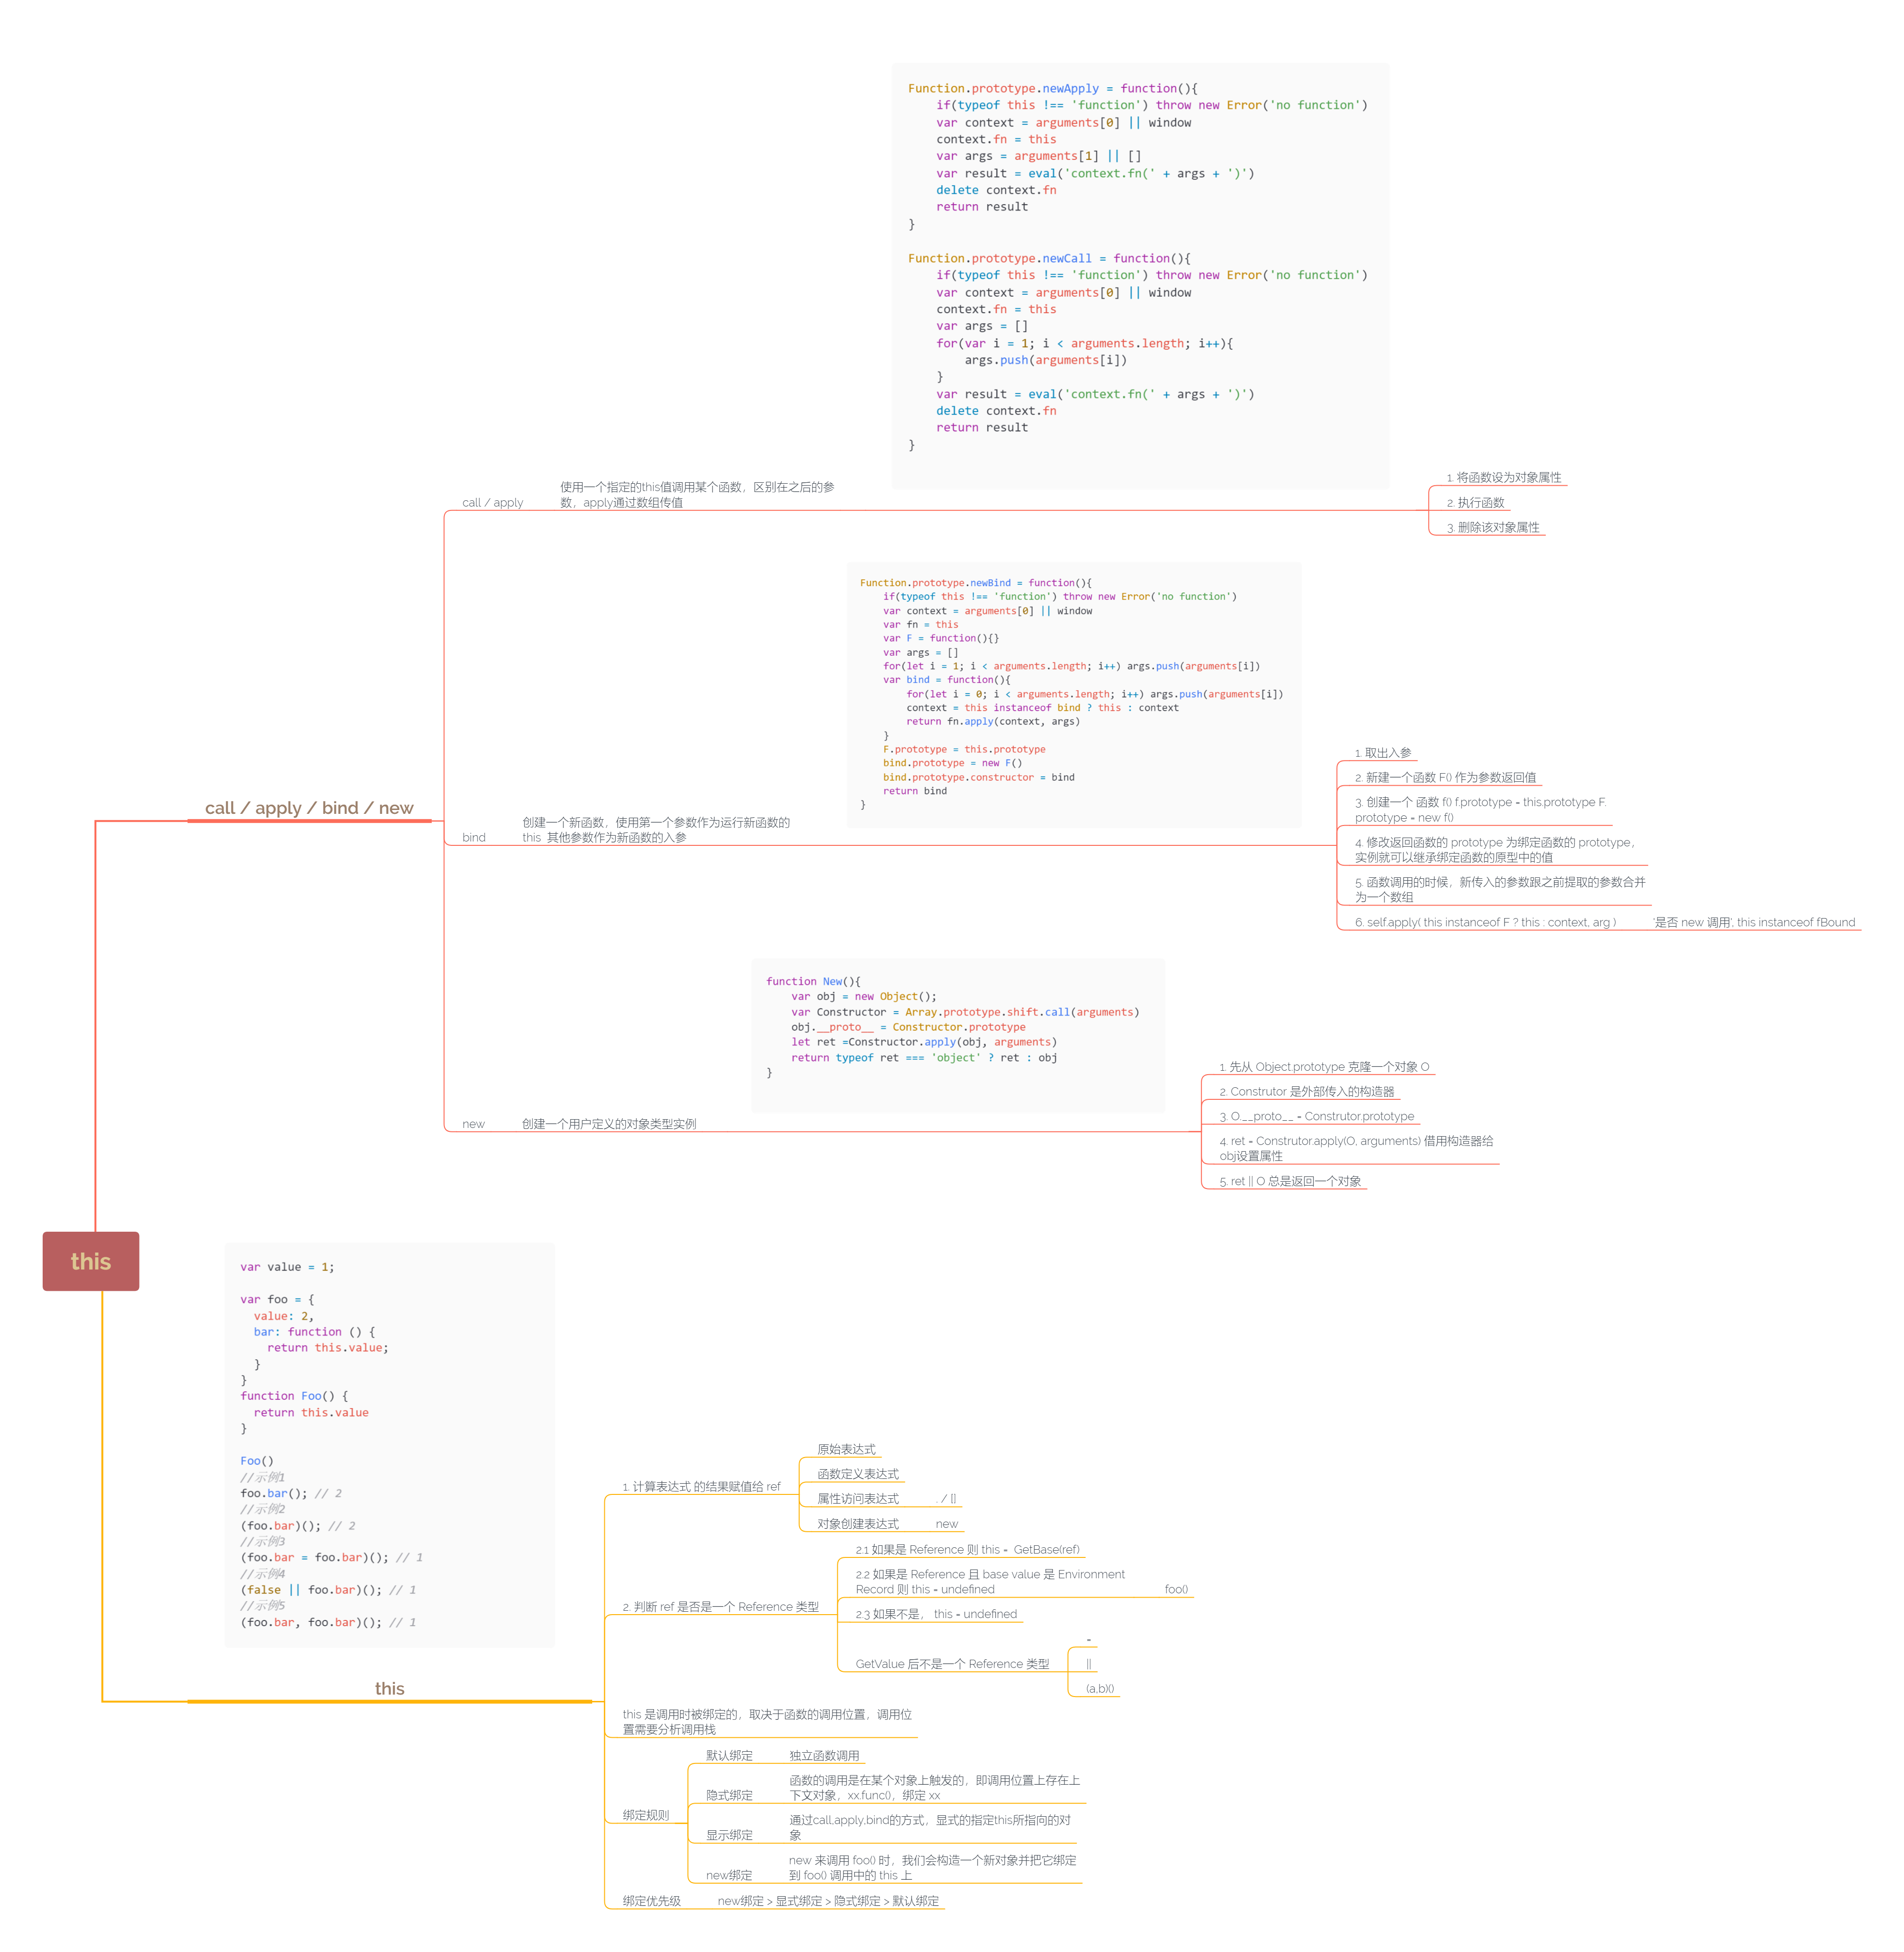 Function.prototype.newApply = function(){
    if(typeof this !== 'function') throw new Error('no function')
    var context = arguments[0] || window
    context.fn = this
    var args = arguments[1] || []
    var result = eval('context.fn(' + args + ')')
    delete context.fn
    return result
}
Function.prototype.newCall = function(){
    if(typeof this !== 'function') throw new Error('no function')
    var context = arguments[0] || window
    context.fn = this
    var args = []
    for(var i = 1; i < arguments.length; i++){
        args.push(arguments[i])
    }
    var result = eval('context.fn(' + args + ')')
    delete context.fn
    return result
}
call / apply
使用一个指定的this值调用某个函数，区别在之后的参
数，apply通过数组传值
1. 将函数设为对象属性
2. 执行函数
3. 删除该对象属性
Function.prototype.newBind = function(){
    if(typeof this !== 'function') throw new Error('no function')
    var context = arguments[0] || window
    var fn = this
    var F = function(){}
    var args = []
    for(let i = 1; i < arguments.length; i++) args.push(arguments[i])
    var bind = function(){
        for(let i = 0; i < arguments.length; i++) args.push(arguments[i])
        context = this instanceof bind ? this : context
        return fn.apply(context, args)
    }
    F.prototype = this.prototype
    bind.prototype = new F()
    bind.prototype.constructor = bind
    return bind
}
call / apply / bind / new
bind
创建一个新函数，使用第一个参数作为运行新函数的
this 其他参数作为新函数的入参
1. 取出入参
2. 新建一个函数 F() 作为参数返回值
3. 创建一个 函数 f() f.prototype = this.prototype F.
prototype = new f()
4. 修改返回函数的 prototype 为绑定函数的 prototype，
实例就可以继承绑定函数的原型中的值
5. 函数调用的时候，新传入的参数跟之前提取的参数合并
为一个数组
6. self.apply( this instanceof F ? this : context, arg )
'是否 new 调用', this instanceof fBound
function New(){
    var obj = new Object();
    var Constructor = Array.prototype.shift.call(arguments)
    obj.__proto__ = Constructor.prototype
    let ret =Constructor.apply(obj, arguments)
    return typeof ret === 'object' ? ret : obj
}
new
创建一个用户定义的对象类型实例
1. 先从 Object.prototype 克隆一个对象 O
2. Construtor 是外部传入的构造器
3. O.__proto__ = Construtor.prototype
4. ret = Construtor.apply(O, arguments) 借用构造器给
obj设置属性
5. ret || O 总是返回一个对象
this
var value = 1;
var foo = {
  value: 2,
  bar: function () {
    return this.value;
  }
}
function Foo() {
  return this.value
}
Foo()
//示例1
foo.bar(); // 2
//示例2
(foo.bar)(); // 2
//示例3
(foo.bar = foo.bar)(); // 1
//示例4
(false || foo.bar)(); // 1
//示例5
(foo.bar, foo.bar)(); // 1
this
1. 计算表达式 的结果赋值给 ref
原始表达式
函数定义表达式
属性访问表达式
. / []
对象创建表达式
new
2. 判断 ref 是否是一个 Reference 类型
2.1 如果是 Reference 则 this = GetBase(ref)
2.2 如果是 Reference 且 base value 是 Environment
Record 则 this = undefined
foo()
2.3 如果不是， this = undefined
GetValue 后不是一个 Reference 类型
=
||
(a,b)()
this 是调用时被绑定的，取决于函数的调用位置，调用位
置需要分析调用栈
绑定规则
默认绑定
独立函数调用
隐式绑定
函数的调用是在某个对象上触发的，即调用位置上存在上
下文对象，xx.func()，绑定 xx
显示绑定
通过call,apply,bind的方式，显式的指定this所指向的对
象
new绑定
new 来调用 foo() 时，我们会构造一个新对象并把它绑定
到 foo() 调用中的 this 上
绑定优先级
new绑定 > 显式绑定 > 隐式绑定 > 默认绑定